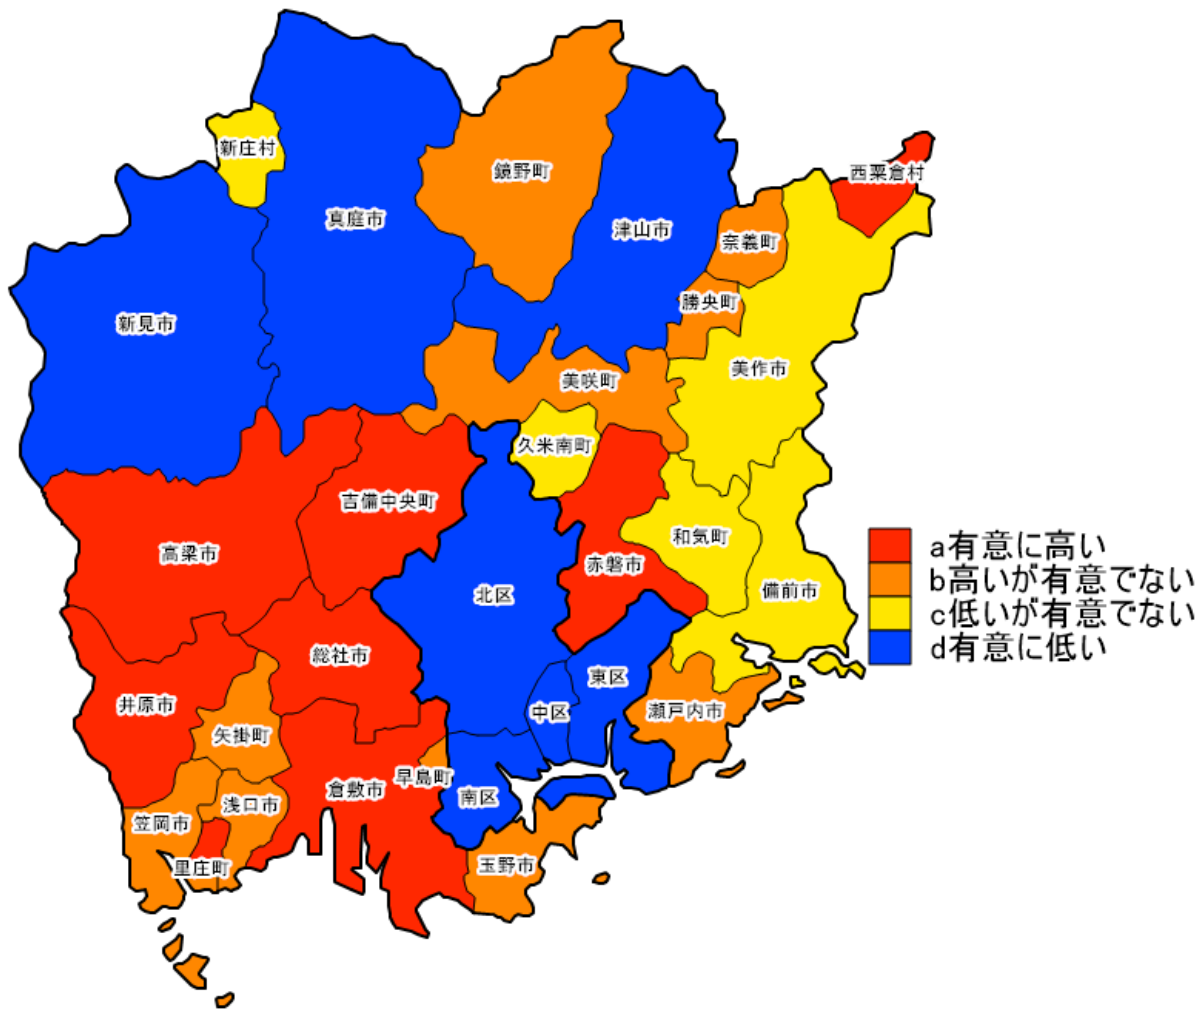 新庄村
西粟倉村
鏡野町
真庭市
津山市
奈義町
勝央町
新見市
美作市
美咲町
久米南町
吉備中央町
和気町
高梁市
赤磐市
備前市
北区
総社市
東区
井原市
瀬戸内市
中区
矢掛町
早島町
倉敷市
南区
浅口市
笠岡市
里庄町
玉野市
a有意に高い
b高いが有意でない
c低いが有意でない
d有意に低い